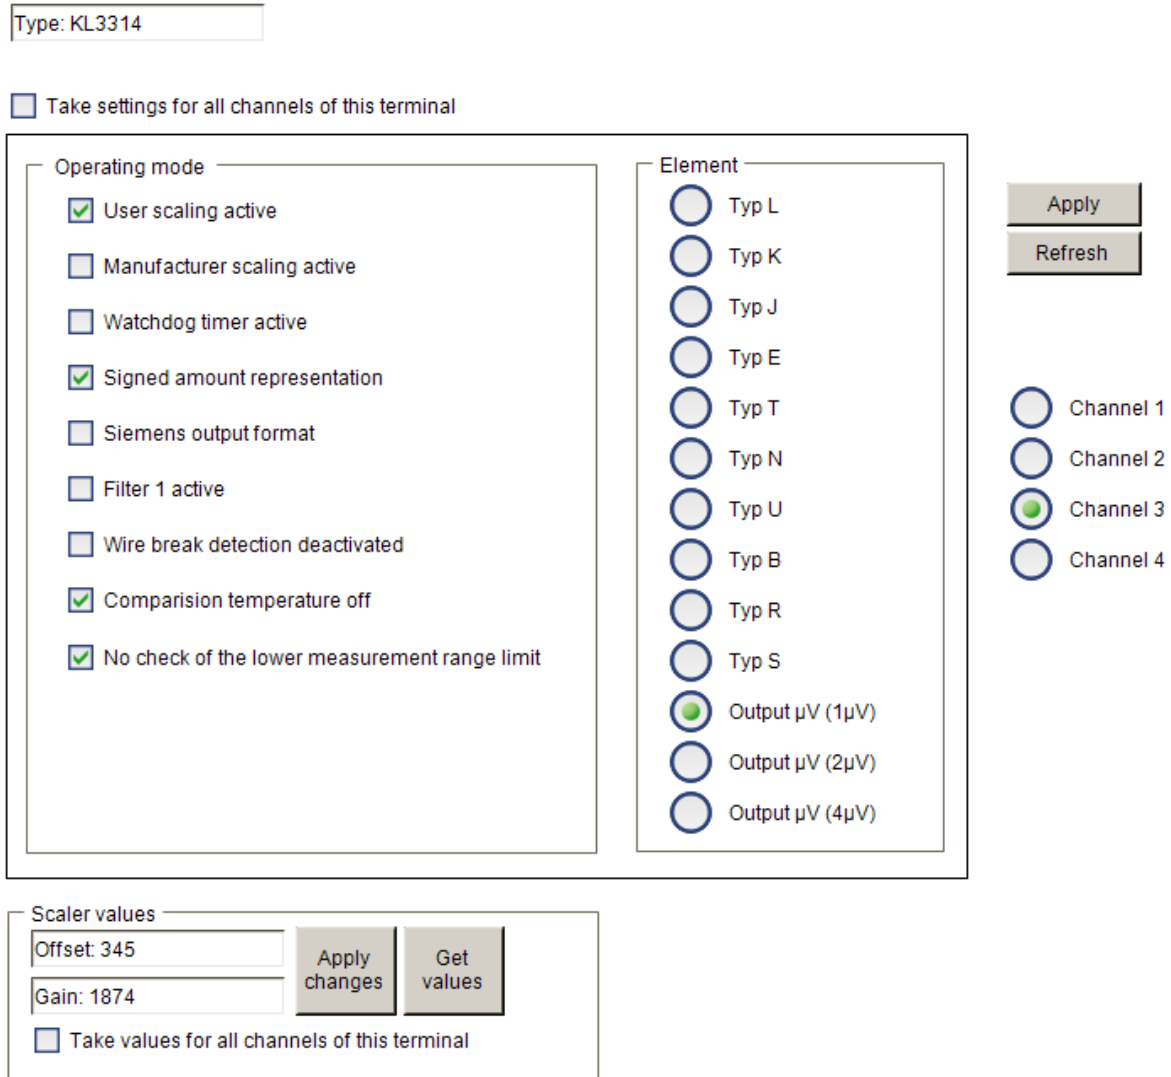 Type: KL3314
Take settings for all channels of this terminal
Operating mode
User scaling active
Manufacturer scaling active
Watchdog timer active
Signed amount representation
Siemens output format
Filter 1 active
Wire break detection deactivated
Comparision temperature off
No check of the lower measurement range limit
Element
Typ L
Typ K
Typ J
Typ E
Typ T
Typ N
Typ U
Typ B
Typ R
Typ S
Output µV (1µV)
Output µV (2µV)
Output µV (4µV)
Apply
Refresh
Channel 1
Channel 2
Channel 3
Channel 4
Scaler values
Offset: 345
Gain: 1874
Apply
changes
Get
values
Take values for all channels of this terminal